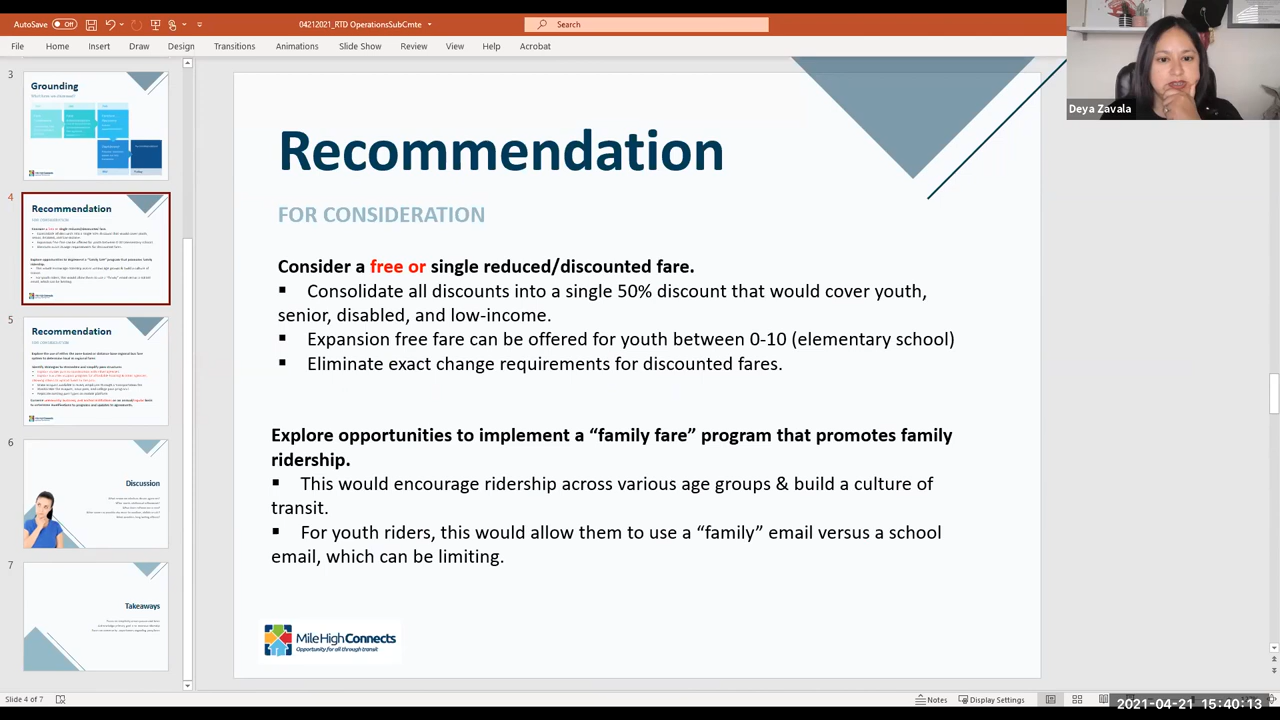 AutoSave Off
04212021_RTD OperationsSubCmte
Search
File Home Insert Draw Design Transitions Animations Slide Show Review View Help Acrobat
Deya Zavala
3
Grounding
4
Recommendation
FOR CONSIDERATION
5
Recommendation
6
Discussion
7
Takeaways
Recommendation
FOR CONSIDERATION
Consider a free or single reduced/discounted fare.
▪ Consolidate all discounts into a single 50% discount that would cover youth,
senior, disabled, and low-income.
▪ Expansion free fare can be offered for youth between 0-10 (elementary school)
▪ Eliminate exact change requirements for discounted fares.
Explore opportunities to implement a “family fare” program that promotes family
ridership.
▪ This would encourage ridership across various age groups & build a culture of
transit.
▪ For youth riders, this would allow them to use a “family” email versus a school
email, which can be limiting.
MileHighConnects
Opportunity for all through transit
Slide 4 of 7
Notes Display Settings
2021-04-21 15:40:13